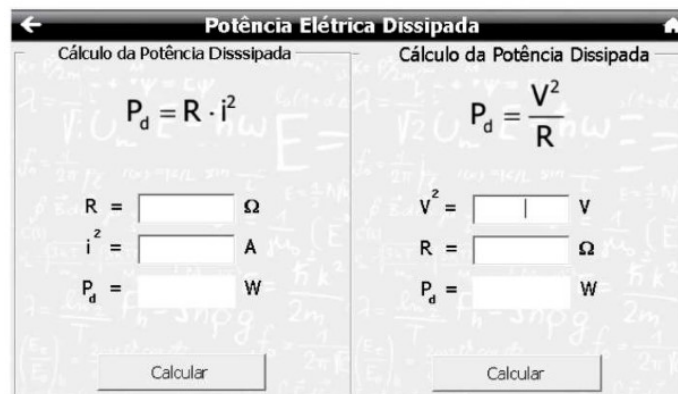 Potência Elétrica Dissipada
Cálculo da Potência Disssipada
P_d = R · i²
R = Ω
i² = A
P_d = W
Calcular
Cálculo da Potência Dissipada
P_d = V² / R
V² = V
R = Ω
P_d = W
Calcular